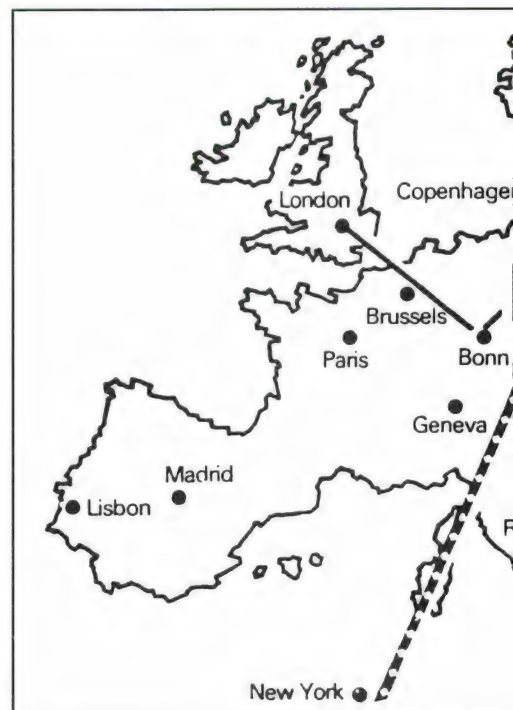 London
Copenhagen
Brussels
Paris
Bonn
Geneva
Madrid
Lisbon
R
New York